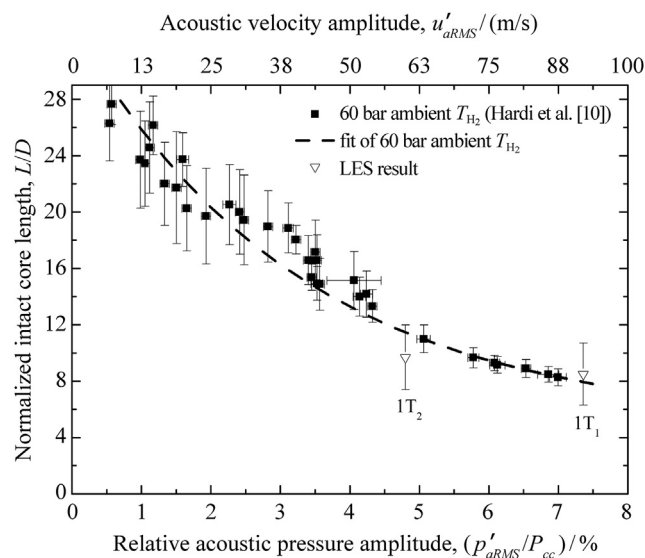 Acoustic velocity amplitude, u′aRMS/(m/s)
0 13 25 38 42 63 75 88 100
28
24
20
16
12
8
4
0
Normalized intact core length, L/D
60 bar ambient TH2 (Hardi et al. [10])
fit of 60 bar ambient TH2
LES result
1T2
1T1
0 1 2 3 4 5 6 7 8
Relative acoustic pressure amplitude, (p′aRMS/Pcc)/%